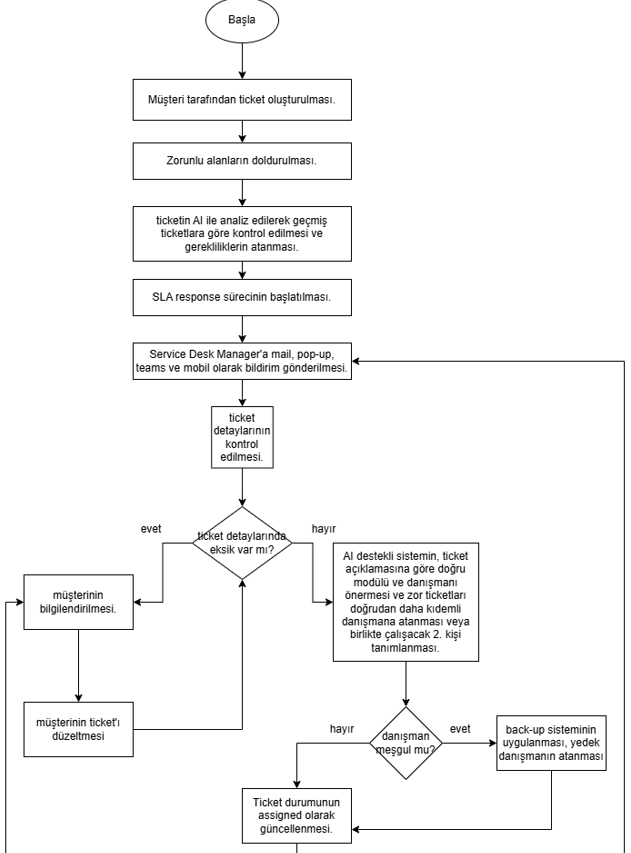 Başla
Müşteri tarafından ticket oluşturulması.
Zorunlu alanların doldurulması.
ticketin AI ile analiz edilerek geçmiş
ticketlara göre kontrol edilmesi ve
gerekliliklerin atanması.
SLA response sürecinin başlatılması.
Service Desk Manager'a mail, pop-up,
teams ve mobil olarak bildirim gönderilmesi.
ticket
detaylarının
kontrol
edilmesi.
ticket detaylarında
eksik var mı?
evet
hayır
müşterinin
bilgilendirilmesi.
müşterinin ticket'ı
düzeltmesi
AI destekli sistemin, ticket
açıklamasına göre doğru
modülü ve danışmanı
önermesi ve zor ticketları
doğrudan daha kıdemli
danışmana atanması veya
birlikte çalışacak 2. kişi
tanımlanması.
danışman
meşgul mu?
hayır
evet
back-up sisteminin
uygulanması, yedek
danışmanın atanması
Ticket durumunun
assigned olarak
güncellenmesi.